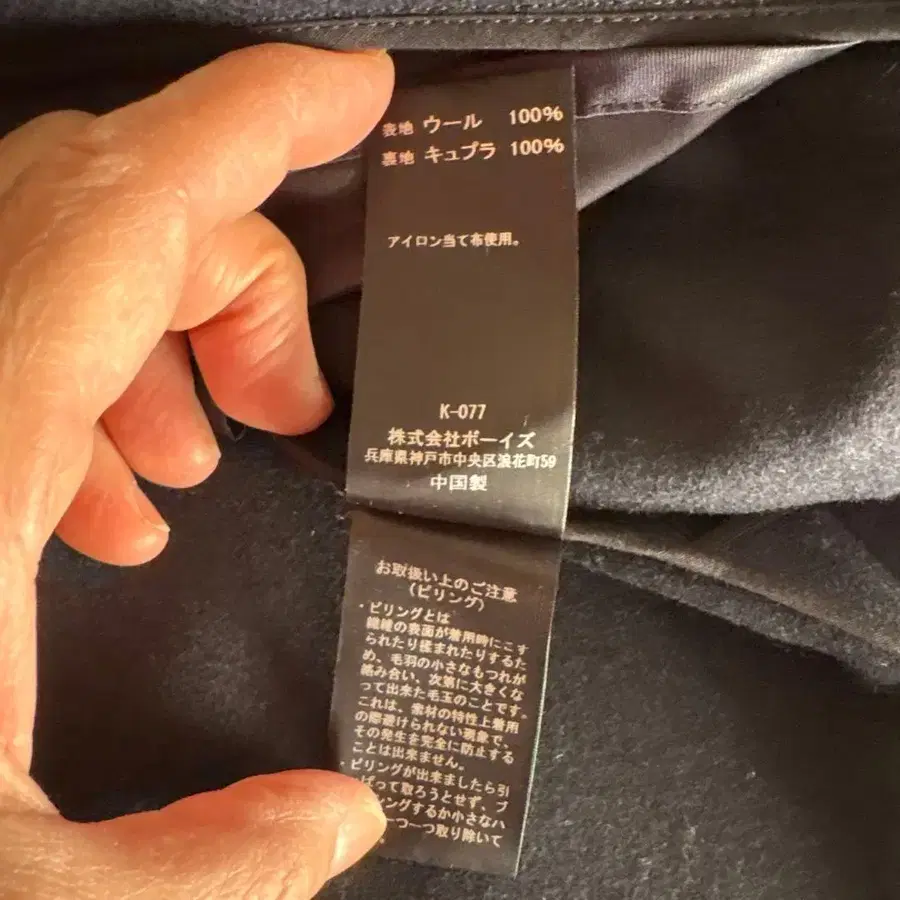 表地 ウール 100%
裏地 キュプラ 100%
アイロン当て布使用。
K-077
株式会社ボーイズ
兵庫県神戸市中央区浪花町59
中国製
お取扱い上のご注意
(ピリング)
・ピリングとは
繊維の表面が着用時にこす
られたり揉まれたりするた
め、毛羽の小さなもつれが
絡み合い、次第に大きくな
って出来た毛玉のことです。
これは、素材の特性上着用
の際避けられない現象で、
その発生を完全に防止する
ことは出来ません。
・ピリングが出来ましたら引
ぱって取ろうとせず、ブ
ングするか小さなハ
一つ一つ取り除いて